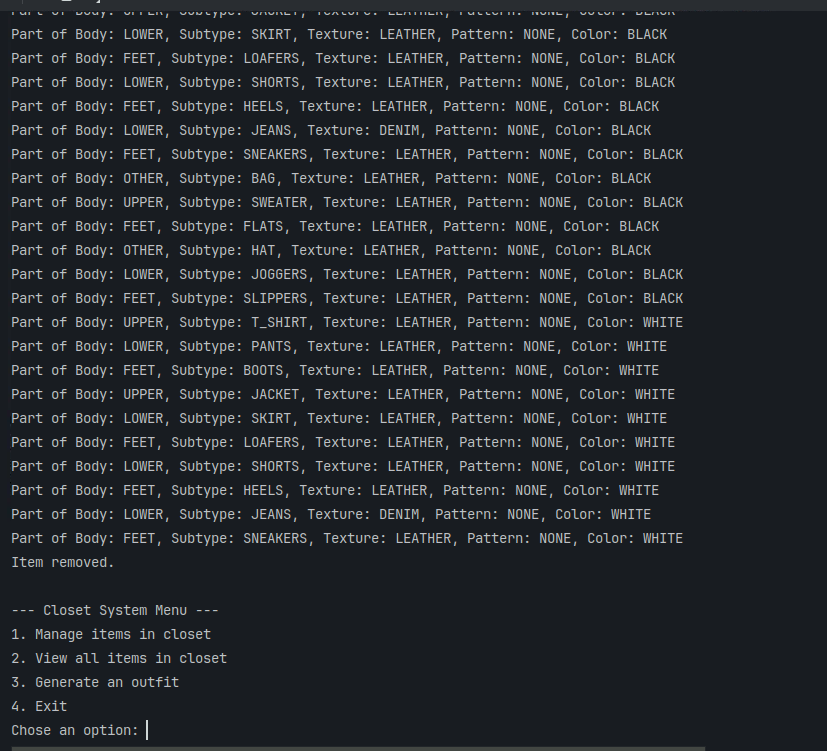 Part of Body: UPPER, Subtype: JACKET, Texture: LEATHER, Pattern: NONE, Color: BLACK
Part of Body: LOWER, Subtype: SKIRT, Texture: LEATHER, Pattern: NONE, Color: BLACK
Part of Body: FEET, Subtype: LOAFERS, Texture: LEATHER, Pattern: NONE, Color: BLACK
Part of Body: LOWER, Subtype: SHORTS, Texture: LEATHER, Pattern: NONE, Color: BLACK
Part of Body: FEET, Subtype: HEELS, Texture: LEATHER, Pattern: NONE, Color: BLACK
Part of Body: LOWER, Subtype: JEANS, Texture: DENIM, Pattern: NONE, Color: BLACK
Part of Body: FEET, Subtype: SNEAKERS, Texture: LEATHER, Pattern: NONE, Color: BLACK
Part of Body: OTHER, Subtype: BAG, Texture: LEATHER, Pattern: NONE, Color: BLACK
Part of Body: UPPER, Subtype: SWEATER, Texture: LEATHER, Pattern: NONE, Color: BLACK
Part of Body: FEET, Subtype: FLATS, Texture: LEATHER, Pattern: NONE, Color: BLACK
Part of Body: OTHER, Subtype: HAT, Texture: LEATHER, Pattern: NONE, Color: BLACK
Part of Body: LOWER, Subtype: JOGGERS, Texture: LEATHER, Pattern: NONE, Color: BLACK
Part of Body: FEET, Subtype: SLIPPERS, Texture: LEATHER, Pattern: NONE, Color: BLACK
Part of Body: UPPER, Subtype: T_SHIRT, Texture: LEATHER, Pattern: NONE, Color: WHITE
Part of Body: LOWER, Subtype: PANTS, Texture: LEATHER, Pattern: NONE, Color: WHITE
Part of Body: FEET, Subtype: BOOTS, Texture: LEATHER, Pattern: NONE, Color: WHITE
Part of Body: UPPER, Subtype: JACKET, Texture: LEATHER, Pattern: NONE, Color: WHITE
Part of Body: LOWER, Subtype: SKIRT, Texture: LEATHER, Pattern: NONE, Color: WHITE
Part of Body: FEET, Subtype: LOAFERS, Texture: LEATHER, Pattern: NONE, Color: WHITE
Part of Body: LOWER, Subtype: SHORTS, Texture: LEATHER, Pattern: NONE, Color: WHITE
Part of Body: FEET, Subtype: HEELS, Texture: LEATHER, Pattern: NONE, Color: WHITE
Part of Body: LOWER, Subtype: JEANS, Texture: DENIM, Pattern: NONE, Color: WHITE
Part of Body: FEET, Subtype: SNEAKERS, Texture: LEATHER, Pattern: NONE, Color: WHITE
Item removed.
--- Closet System Menu ---
1. Manage items in closet
2. View all items in closet
3. Generate an outfit
4. Exit
Chose an option: